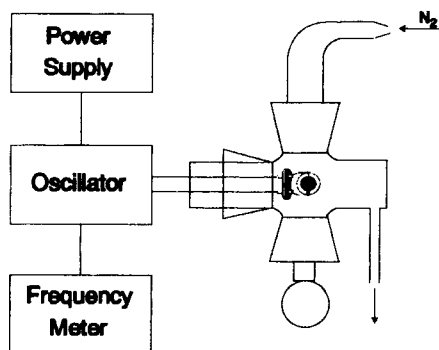 Power
Supply
N₂
Oscillator
Frequency
Meter